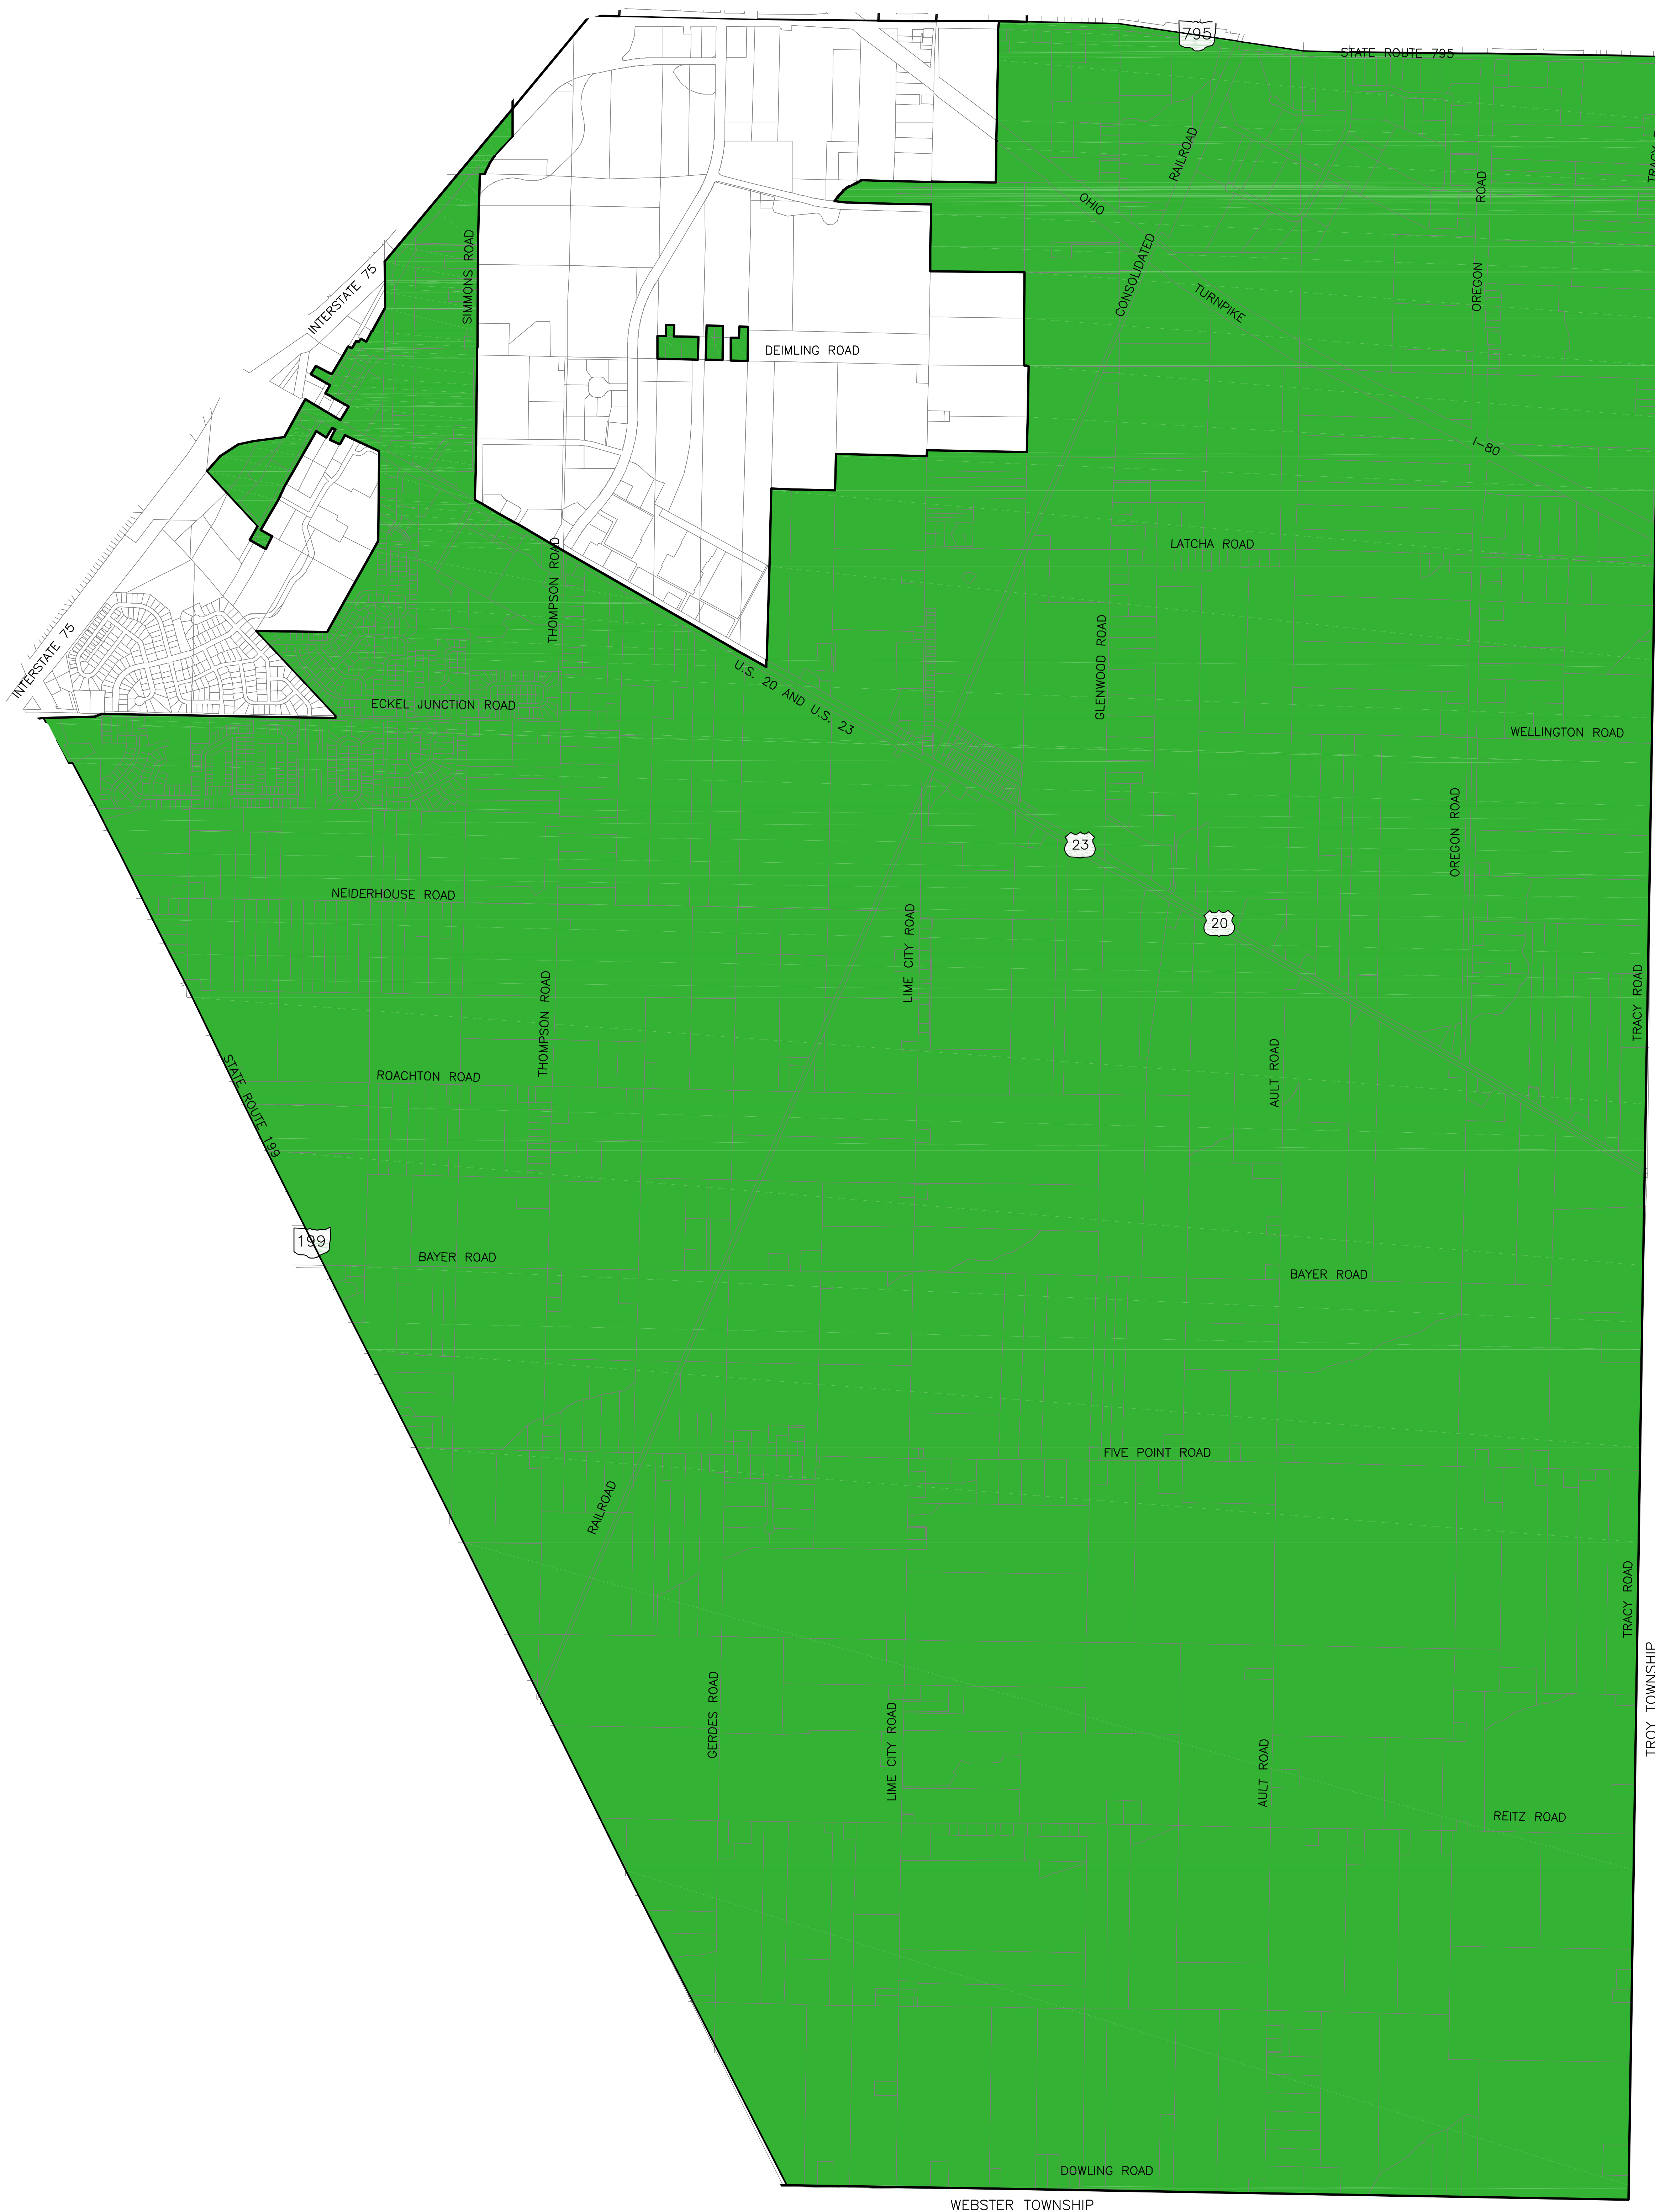 795
STATE ROUTE 795
RAILROAD
OHIO
ROAD
SIMMONS ROAD
INTERSTATE 75
CONSOLIDATED
TURNPIKE
OREGON
DEIMLING ROAD
I-80
LATCHA ROAD
THOMPSON ROAD
INTERSTATE 75
GLENWOOD ROAD
U.S. 20 AND U.S. 23
ECKEL JUNCTION ROAD
WELLINGTON ROAD
OREGON ROAD
23
NEIDERHOUSE ROAD
20
LIME CITY ROAD
TRACY ROAD
THOMPSON ROAD
AULT ROAD
ROACHTON ROAD
STATE ROUTE 199
199
BAYER ROAD
BAYER ROAD
FIVE POINT ROAD
RAILROAD
TRACY ROAD
TROY TOWNSHIP
GERDES ROAD
LIME CITY ROAD
AULT ROAD
REITZ ROAD
DOWLING ROAD
WEBSTER TOWNSHIP